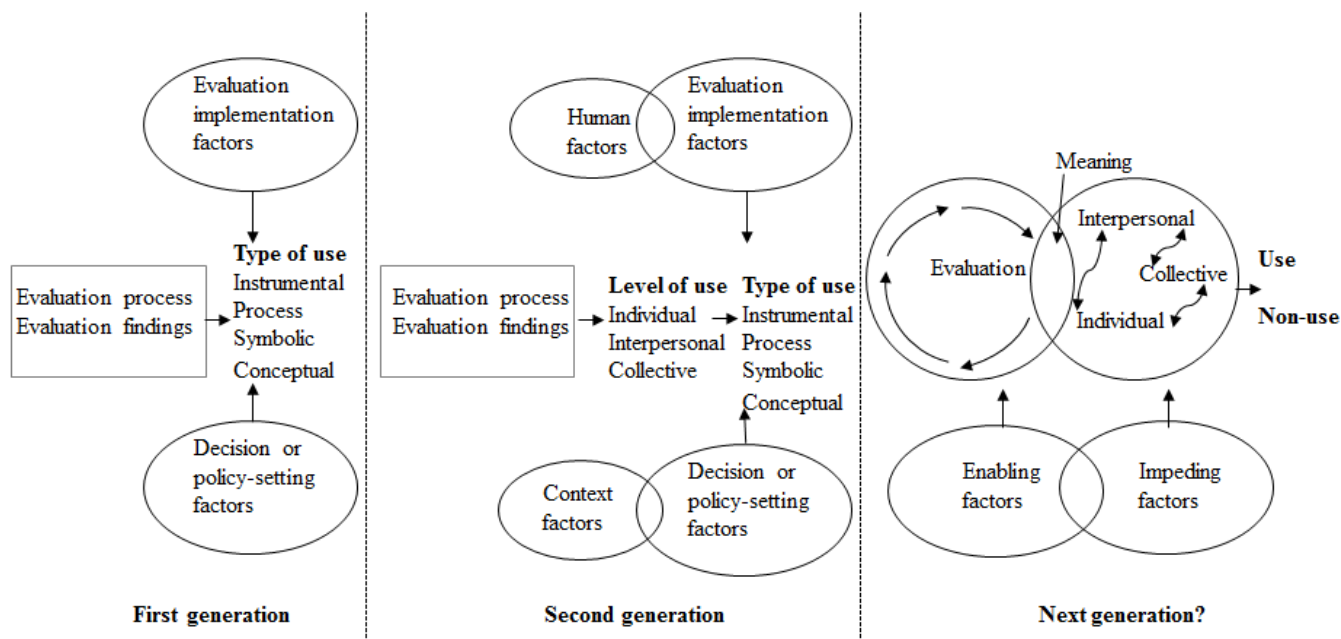 Evaluation
implementation
factors
Type of use
Instrumental
Process
Symbolic
Conceptual
Evaluation process
Evaluation findings
Decision or
policy-setting
factors
First generation
Human
factors
Evaluation
implementation
factors
Evaluation process
Evaluation findings
Level of use
Individual
Interpersonal
Collective
Type of use
Instrumental
Process
Symbolic
Conceptual
Context
factors
Decision or
policy-setting
factors
Second generation
Meaning
Evaluation
Interpersonal
Collective
Individual
Use
Non-use
Enabling
factors
Impeding
factors
Next generation?